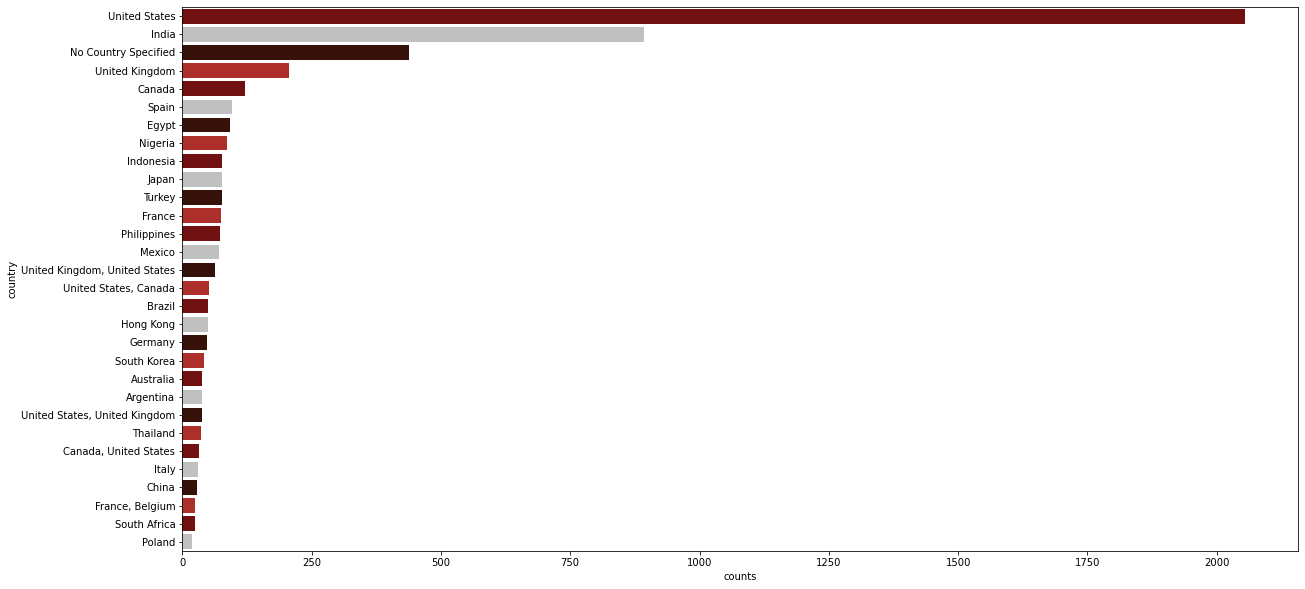 United States
India
No Country Specified
United Kingdom
Canada
Spain
Egypt
Nigeria
Indonesia
Japan
Turkey
France
Philippines
Mexico
United Kingdom, United States
United States, Canada
Brazil
Hong Kong
Germany
South Korea
Australia
Argentina
United States, United Kingdom
Thailand
Canada, United States
Italy
China
France, Belgium
South Africa
Poland
country
0 250 500 750 1000 1250 1500 1750 2000
counts